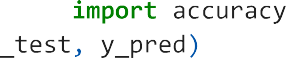 import accuracy
_test, y_pred)